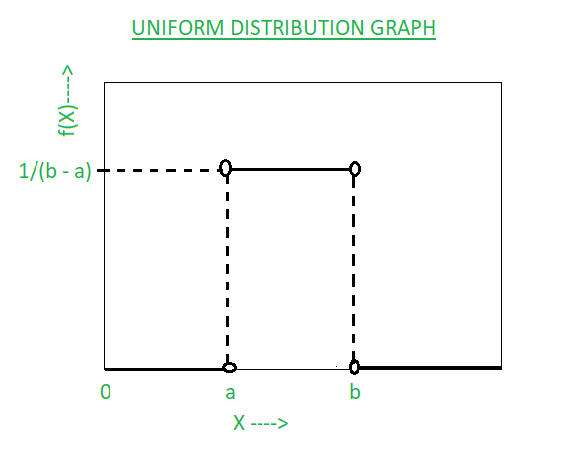 UNIFORM DISTRIBUTION GRAPH
f(X)---->
1/(b - a)
0
a
b
X ---->